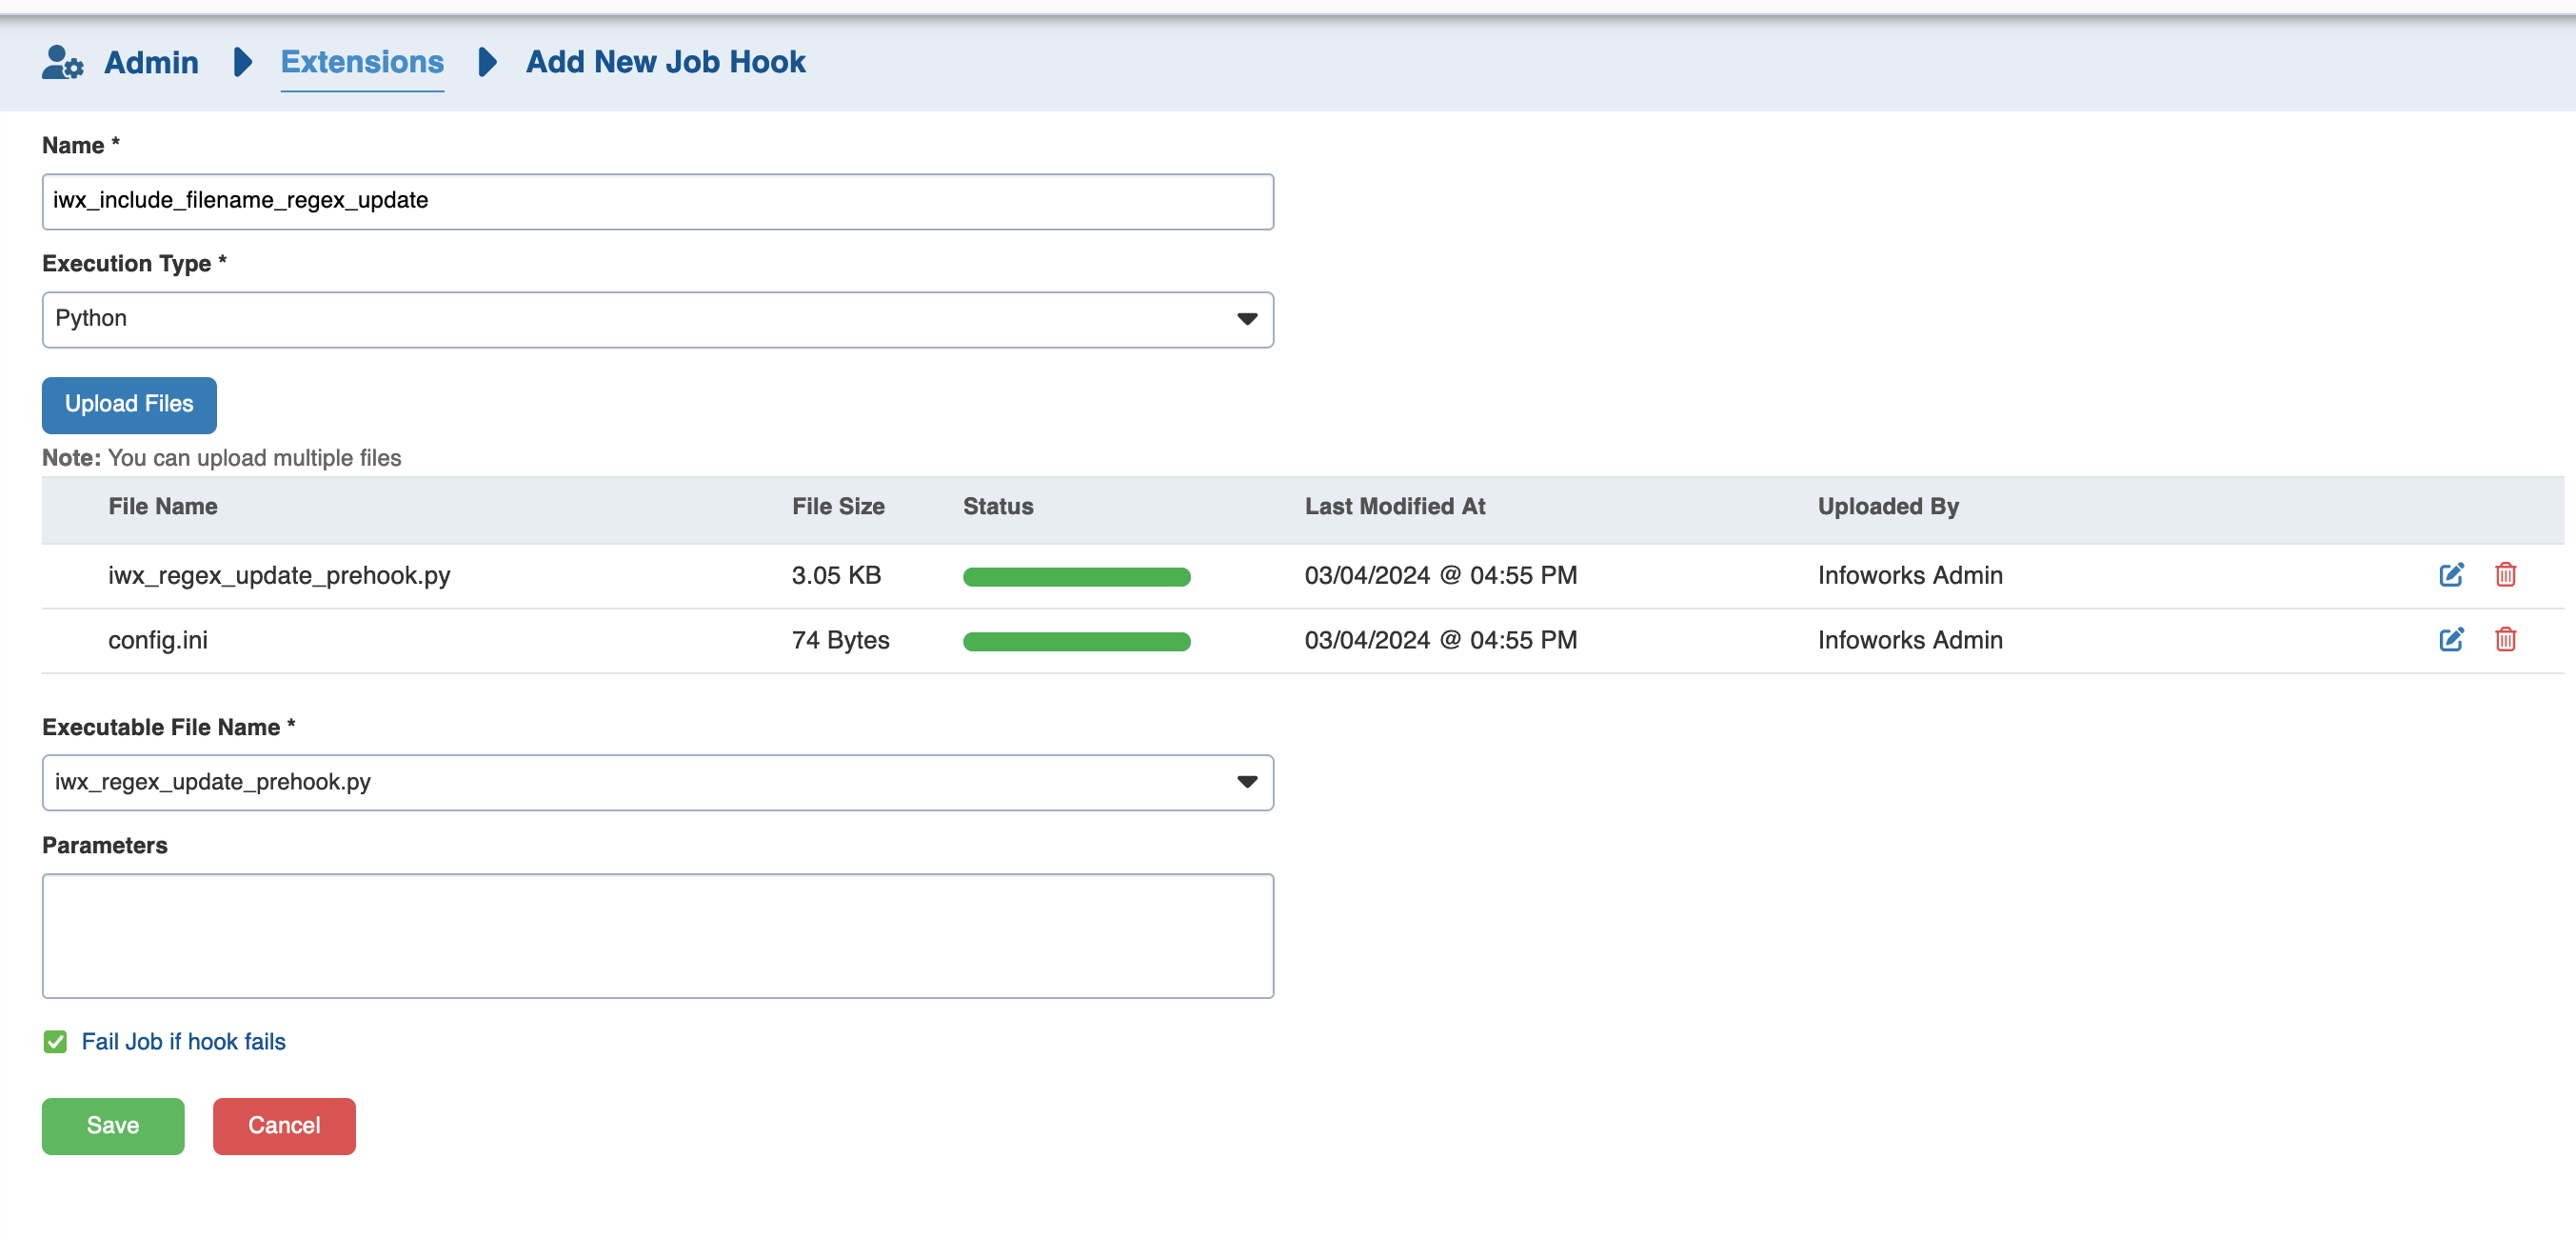 Admin Extensions Add New Job Hook
Name *
iwx_include_filename_regex_update
Execution Type *
Python
Upload Files
Note: You can upload multiple files
File Name File Size Status Last Modified At Uploaded By
iwx_regex_update_prehook.py 3.05 KB 03/04/2024 @ 04:55 PM Infoworks Admin
config.ini 74 Bytes 03/04/2024 @ 04:55 PM Infoworks Admin
Executable File Name *
iwx_regex_update_prehook.py
Parameters
Fail Job if hook fails
Save Cancel